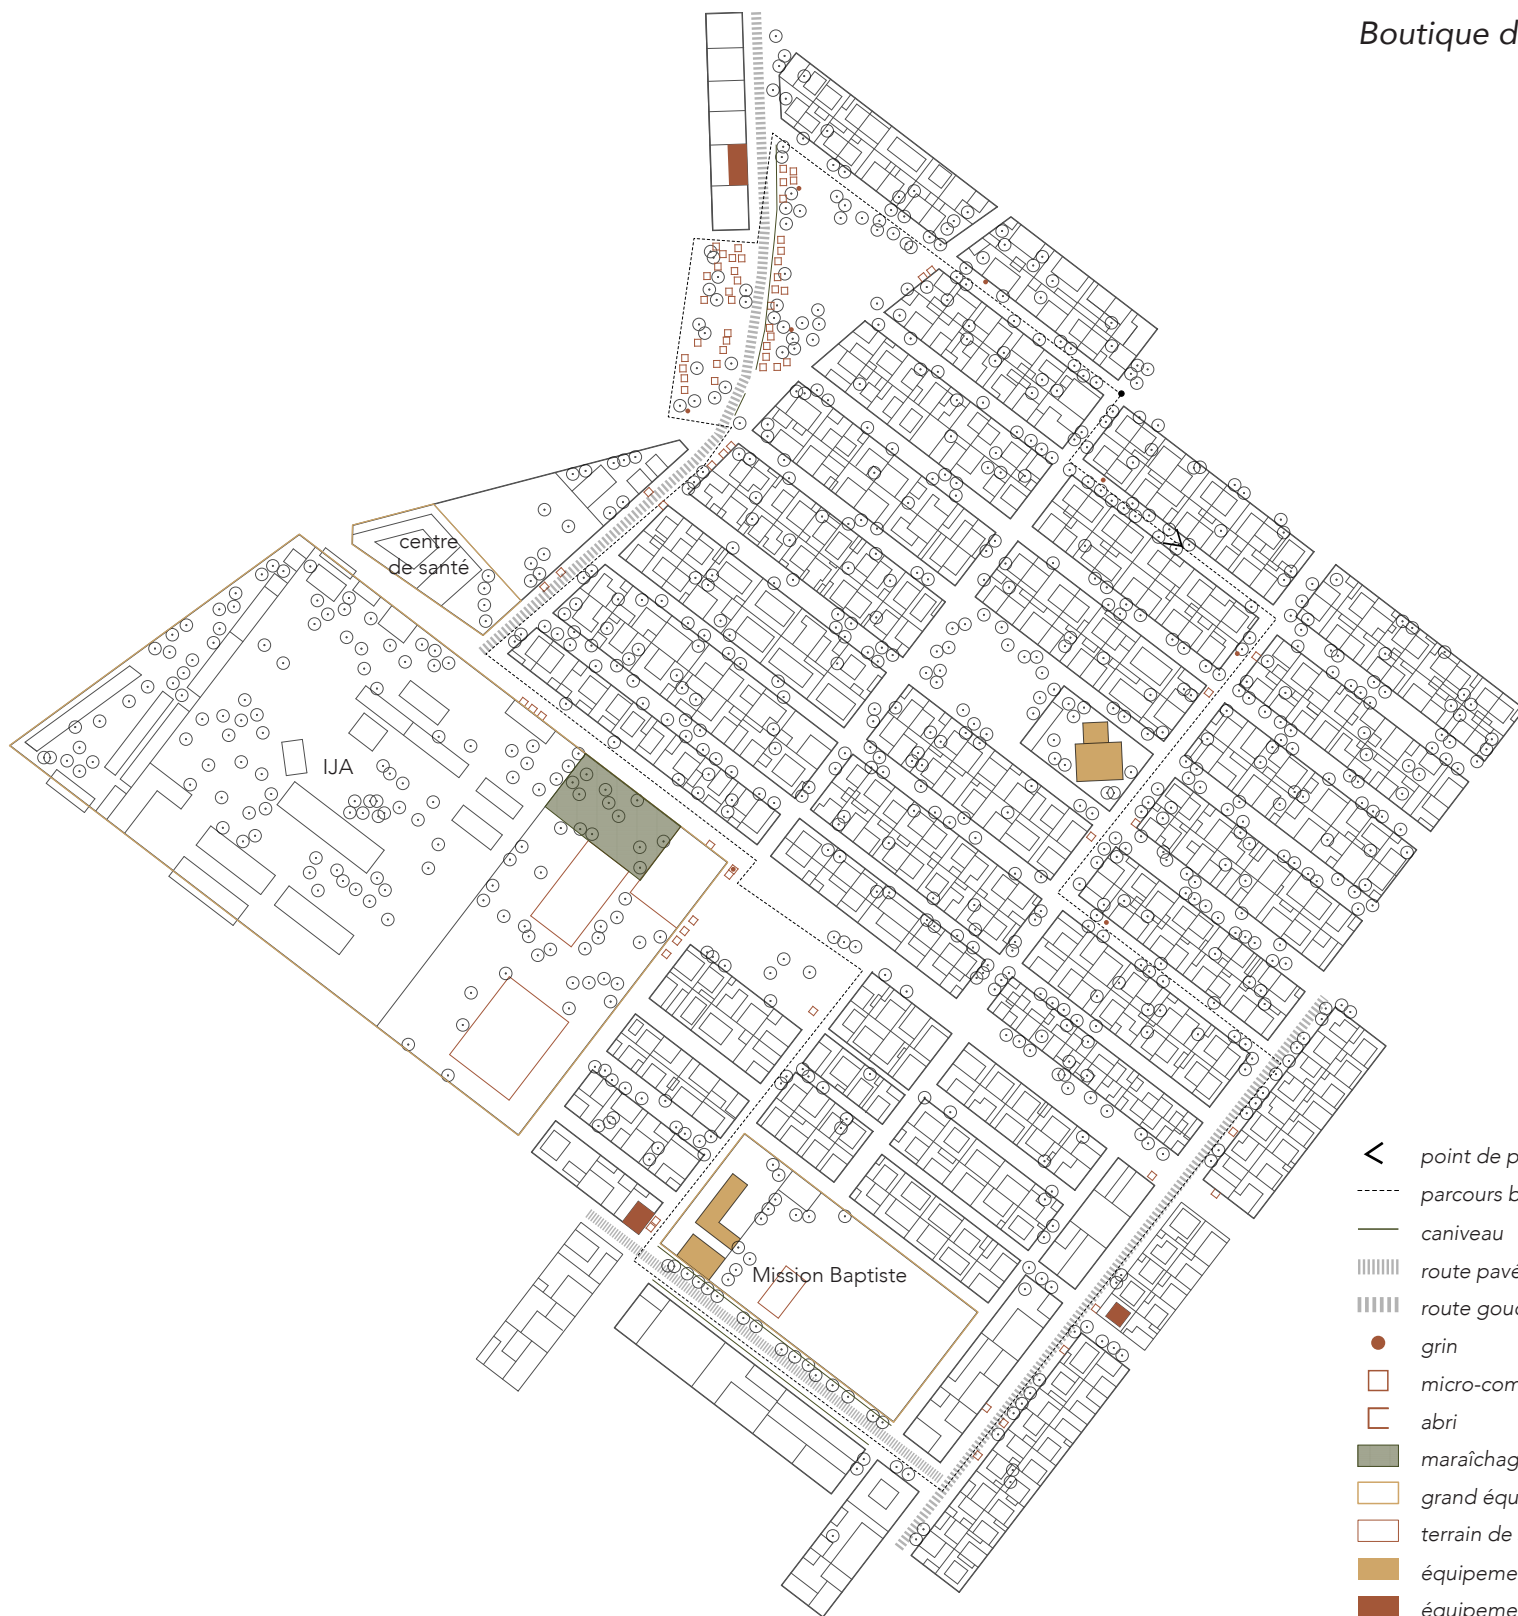 Boutique d
centre
de santé
IJA
Mission Baptiste
point de p
parcours b
caniveau
route pavé
route goud
grin
micro-com
abri
maraîchag
grand équ
terrain de
équipeme
équipeme